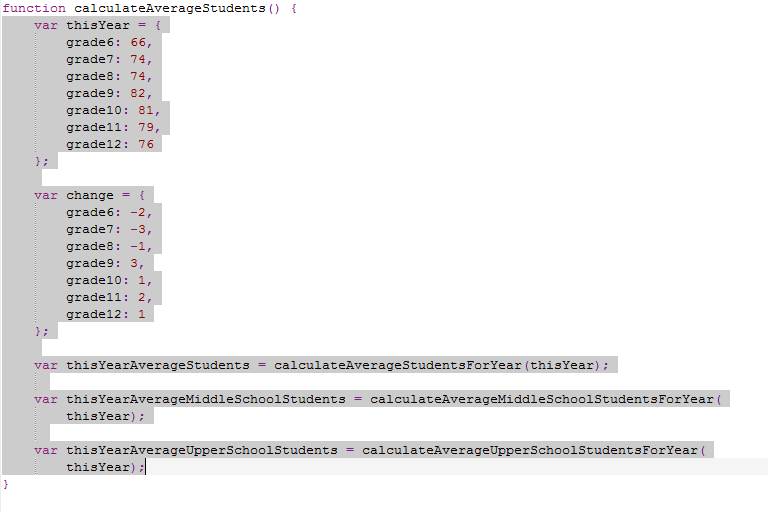 function calculateAverageStudents() {
    var thisYear = {
        grade6: 66,
        grade7: 74,
        grade8: 74,
        grade9: 82,
        grade10: 81,
        grade11: 79,
        grade12: 76
    };
    var change = {
        grade6: -2,
        grade7: -3,
        grade8: -1,
        grade9: 3,
        grade10: 1,
        grade11: 2,
        grade12: 1
    };
    var thisYearAverageStudents = calculateAverageStudentsForYear(thisYear);
    var thisYearAverageMiddleSchoolStudents = calculateAverageMiddleSchoolStudentsForYear(
        thisYear);
    var thisYearAverageUpperSchoolStudents = calculateAverageUpperSchoolStudentsForYear(
        thisYear);
}